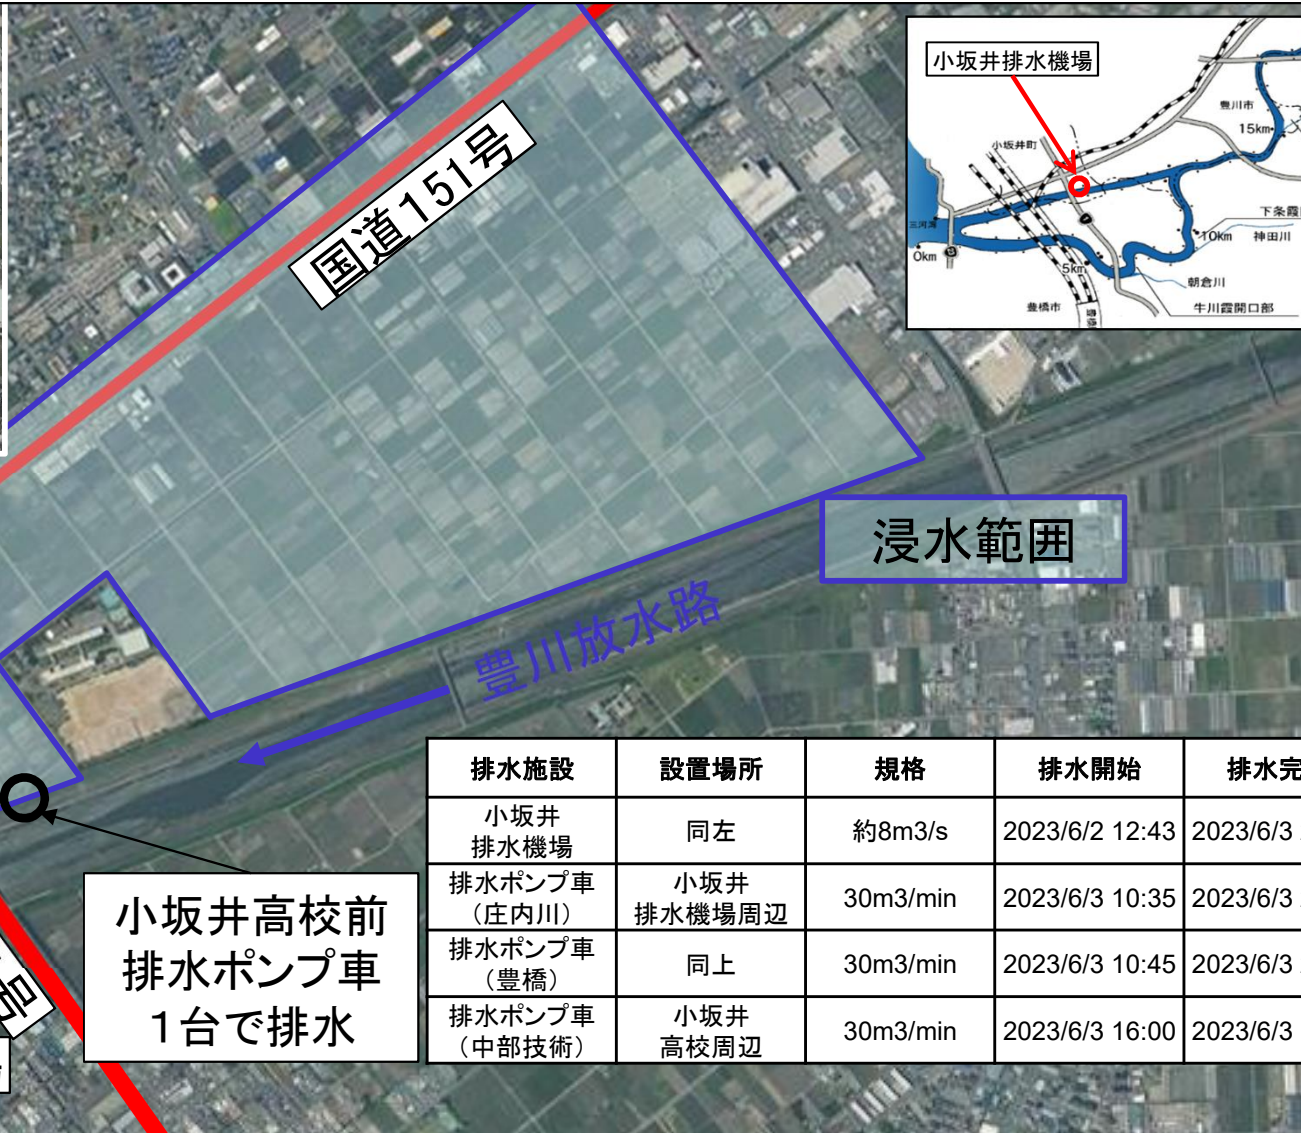 国道151号
小坂井排水機場
豊川市
15km
小坂井町
三河湾
下条霞
10km
神田川
0km
5km
朝倉川
牛川霞開口部
豊橋市
浸水範囲
豊川放水路
小坂井高校前
排水ポンプ車
1台で排水
号
排水施設 設置場所 規格 排水開始 排水完
小坂井
排水機場 同左 約8m3/s 2023/6/2 12:43 2023/6/3
排水ポンプ車
（庄内川） 小坂井
排水機場周辺 30m3/min 2023/6/3 10:35 2023/6/3
排水ポンプ車
（豊橋） 同上 30m3/min 2023/6/3 10:45 2023/6/3
排水ポンプ車
（中部技術） 小坂井
高校周辺 30m3/min 2023/6/3 16:00 2023/6/3